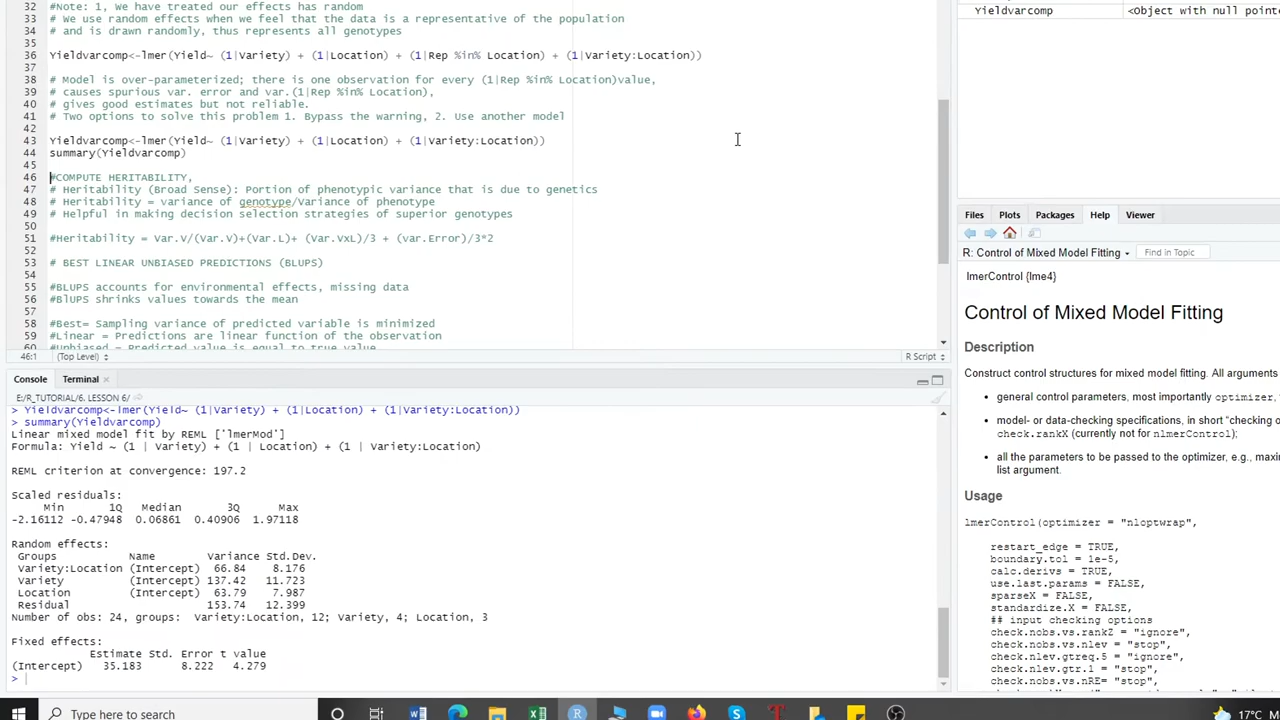 32 #Note: 1, We have treated our effects has random
33 # We use random effects when we feel that the data is a representative of the population
34 # and is drawn randomly, thus represents all genotypes
35
36 Yieldvarcomp<-lmer(Yield~ (1|Variety) + (1|Location) + (1|Rep %in% Location) + (1|Variety:Location))
37
38 # Model is over-parameterized; there is one observation for every (1|Rep %in% Location)value,
39 # causes spurious var. error and var.(1|Rep %in% Location),
40 # gives good estimates but not reliable.
41 # Two options to solve this problem 1. Bypass the warning, 2. Use another model
42
43 Yieldvarcomp<-lmer(Yield~ (1|Variety) + (1|Location) + (1|Variety:Location))
44 summary(Yieldvarcomp)
45
46 #COMPUTE HERITABILITY,
47 # Heritability (Broad Sense): Portion of phenotypic variance that is due to genetics
48 # Heritability = variance of genotype/Variance of phenotype
49 # Helpful in making decision selection strategies of superior genotypes
50
51 #Heritability = Var.V/(Var.V)+(Var.L)+ (Var.VxL)/3 + (var.Error)/3*2
52
53 # BEST LINEAR UNBIASED PREDICTIONS (BLUPS)
54
55 #BLUPS accounts for environmental effects, missing data
56 #BlUPS shrinks values towards the mean
57
58 #Best= Sampling variance of predicted variable is minimized
59 #Linear = Predictions are linear function of the observation
60 #Unbiased = Predicted value is equal to true value
46:1 (Top Level) R Script
Console Terminal
E:/R_TUTORIAL/6. LESSON 6/
> Yieldvarcomp<-lmer(Yield~ (1|Variety) + (1|Location) + (1|Variety:Location))
> summary(Yieldvarcomp)
Linear mixed model fit by REML ['lmerMod']
Formula: Yield ~ (1 | Variety) + (1 | Location) + (1 | Variety:Location)
REML criterion at convergence: 197.2
Scaled residuals:
Min 1Q Median 3Q Max
-2.16112 -0.47948 0.06861 0.40906 1.97118
Random effects:
Groups Name Variance Std.Dev.
Variety:Location (Intercept) 66.84 8.176
Variety (Intercept) 137.42 11.723
Location (Intercept) 63.79 7.987
Residual 153.74 12.399
Number of obs: 24, groups: Variety:Location, 12; Variety, 4; Location, 3
Fixed effects:
Estimate Std. Error t value
(Intercept) 35.183 8.222 4.279
>
Yieldvarcomp <Object with null pointe
Files Plots Packages Help Viewer
R: Control of Mixed Model Fitting Find in Topic
lmerControl {lme4}
Control of Mixed Model Fitting
Description
Construct control structures for mixed model fitting. All arguments
general control parameters, most importantly optimizer,
model- or data-checking specifications, in short "checking o
check.rankX (currently not for nlmerControl);
all the parameters to be passed to the optimizer, e.g., maxi
list argument.
Usage
lmerControl(optimizer = "nloptwrap",
restart_edge = TRUE,
boundary.tol = 1e-5,
calc.derivs = TRUE,
use.last.params = FALSE,
sparseX = FALSE,
standardize.X = FALSE,
## input checking options
check.nobs.vs.rankZ = "ignore",
check.nobs.vs.nlev = "stop",
check.nlev.gtreq.5 = "ignore",
check.nlev.gtr.1 = "stop",
check.nobs.vs.nRE= "stop",
Type here to search
17°C M